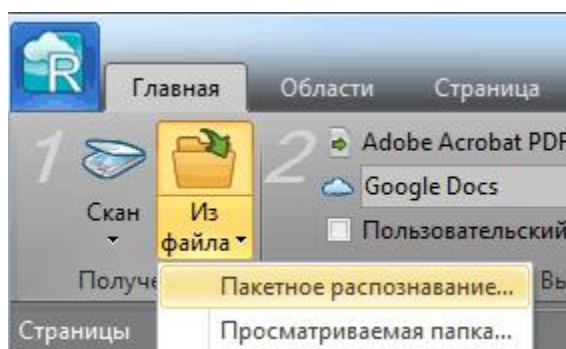 R
Главная Области Страница
1 Скан Из файла 2 Adobe Acrobat PDF
Google Docs
Пользовательский
Пакетное распознавание...
Страницы Просматриваемая папка...